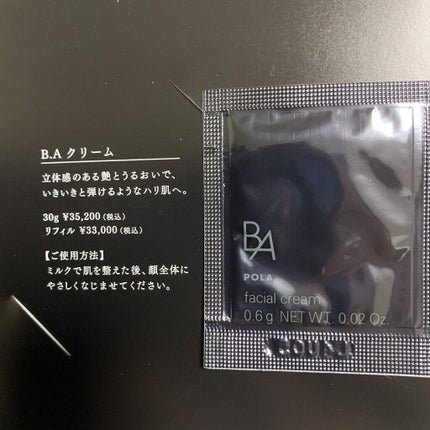 B.A クリーム
立体感のある艶とうるおいで、
いきいきと弾けるようなハリ肌へ。
30g ¥35,200(税込)
リフィル ¥33,000(税込)
【ご使用方法】
ミルクで肌を整えた後、顔全体に
やさしくなじませてください。
BA
POLA
facial cream
0.6 g NET WT. 0.02 Oz.